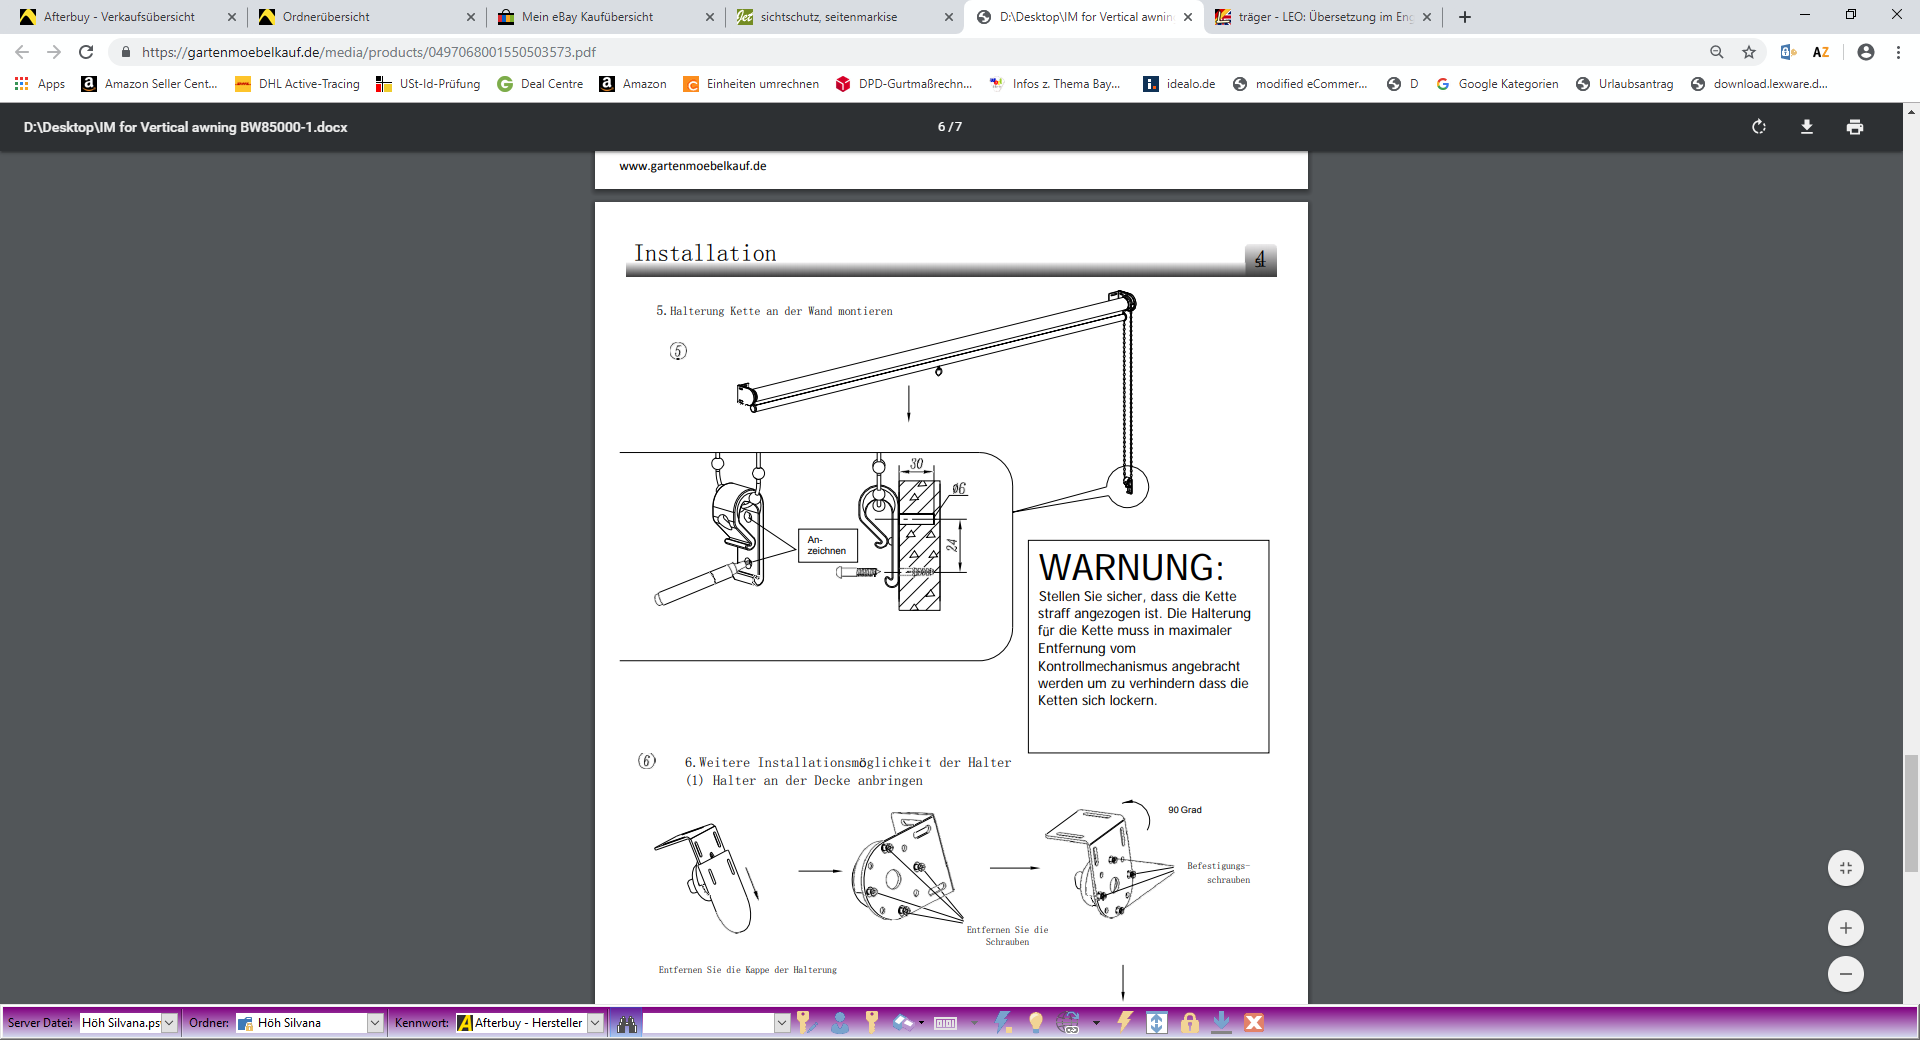 Afterbuy - Verkaufsübersicht
Ordnerübersicht
Mein eBay Kaufübersicht
sichtschutz, seitenmarkise
D:\Desktop\IM for Vertical awnin
träger - LEO: Übersetzung im Eng
https://gartenmoebelkauf.de/media/products/0497068001550503573.pdf
AZ
Apps
Amazon Seller Cent...
DHL Active-Tracing
USt-Id-Prüfung
Deal Centre
Amazon
Einheiten umrechnen
DPD-Gurtmaßrechn...
Infos z. Thema Bay...
idealo.de
modified eCommer...
D
Google Kategorien
Urlaubsantrag
download.lexware.d...
D:\Desktop\IM for Vertical awning BW85000-1.docx
6 / 7
www.gartenmoebelkauf.de
Installation
4
5.Halterung Kette an der Wand montieren
5
30
ø6
24
An-
zeichnen
WARNUNG:
Stellen Sie sicher, dass die Kette
straff angezogen ist. Die Halterung
für die Kette muss in maximaler
Entfernung vom
Kontrollmechanismus angebracht
werden um zu verhindern dass die
Ketten sich lockern.
(6)
6.Weitere Installationsmöglichkeit der Halter
(1) Halter an der Decke anbringen
90 Grad
Befestigungs-
schrauben
Entfernen Sie die
Schrauben
Entfernen Sie die Kappe der Halterung
Server Datei:
Höh Silvana.ps
Ordner:
Höh Silvana
Kennwort:
Afterbuy - Hersteller